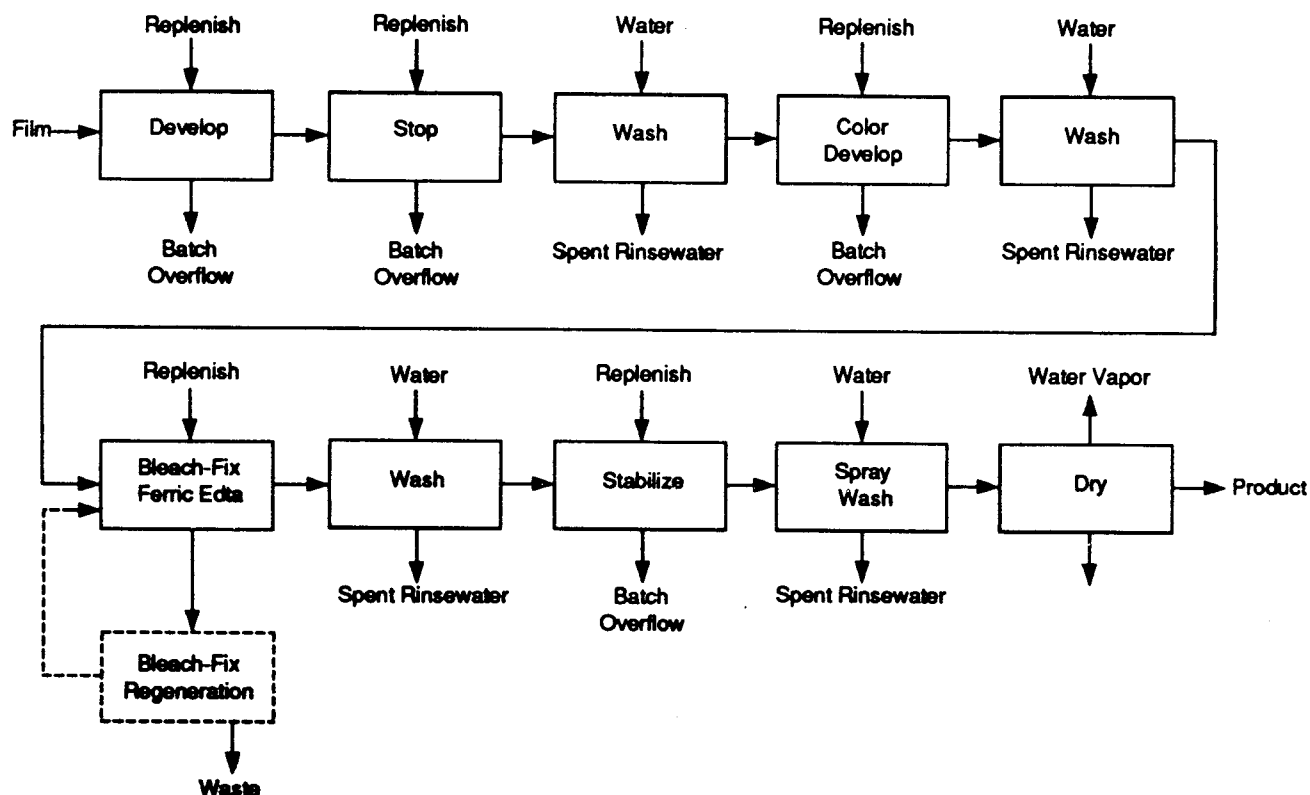 Replenish
Replenish
Water
Replenish
Water
Film
Develop
Stop
Wash
Color
Develop
Wash
Batch
Overflow
Batch
Overflow
Spent Rinsewater
Batch
Overflow
Spent Rinsewater
Replenish
Water
Replenish
Water
Water Vapor
Bleach-Fix
Ferric Edta
Wash
Stabilize
Spray
Wash
Dry
Product
Spent Rinsewater
Batch
Overflow
Spent Rinsewater
Bleach-Fix
Regeneration
Waste